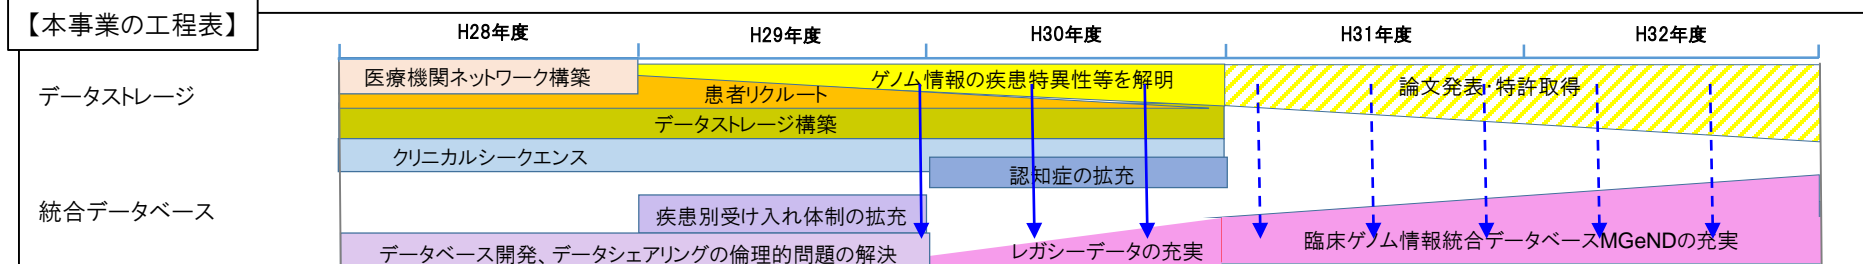 【本事業の工程表】
H28年度
H29年度
H30年度
H31年度
H32年度
データストレージ
医療機関ネットワーク構築
ゲノム情報の疾患特異性等を解明
論文発表・特許取得
患者リクルート
データストレージ構築
クリニカルシークエンス
認知症の拡充
統合データベース
疾患別受け入れ体制の拡充
データベース開発、データシェアリングの倫理的問題の解決
レガシーデータの充実
臨床ゲノム情報統合データベースMGeNDの充実